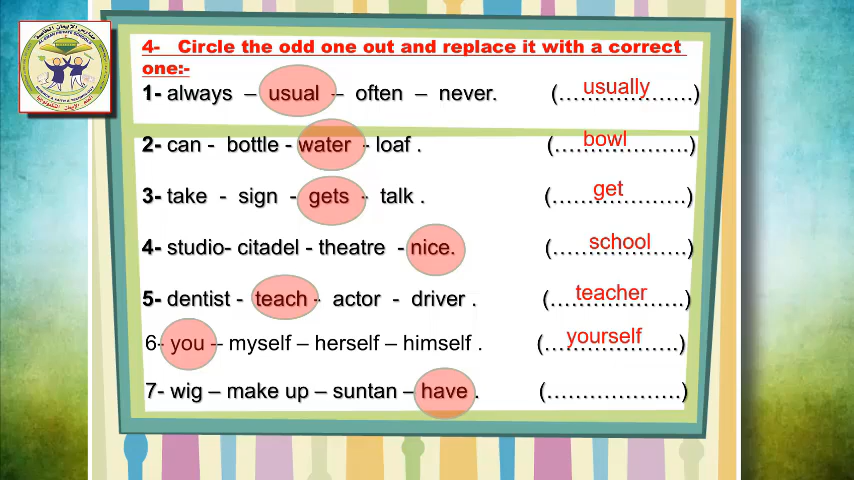 4- Circle the odd one out and replace it with a correct
one:-
1- always – usual – often – never. (………………….) usually
2- can - bottle - water - loaf . (…………………) bowl
3- take - sign - gets - talk . (…………………) get
4- studio- citadel - theatre - nice. (…………………) school
5- dentist - teach - actor - driver . (…………………) teacher
6- you – myself – herself – himself . (…………………) yourself
7- wig – make up – suntan – have . (…………………)